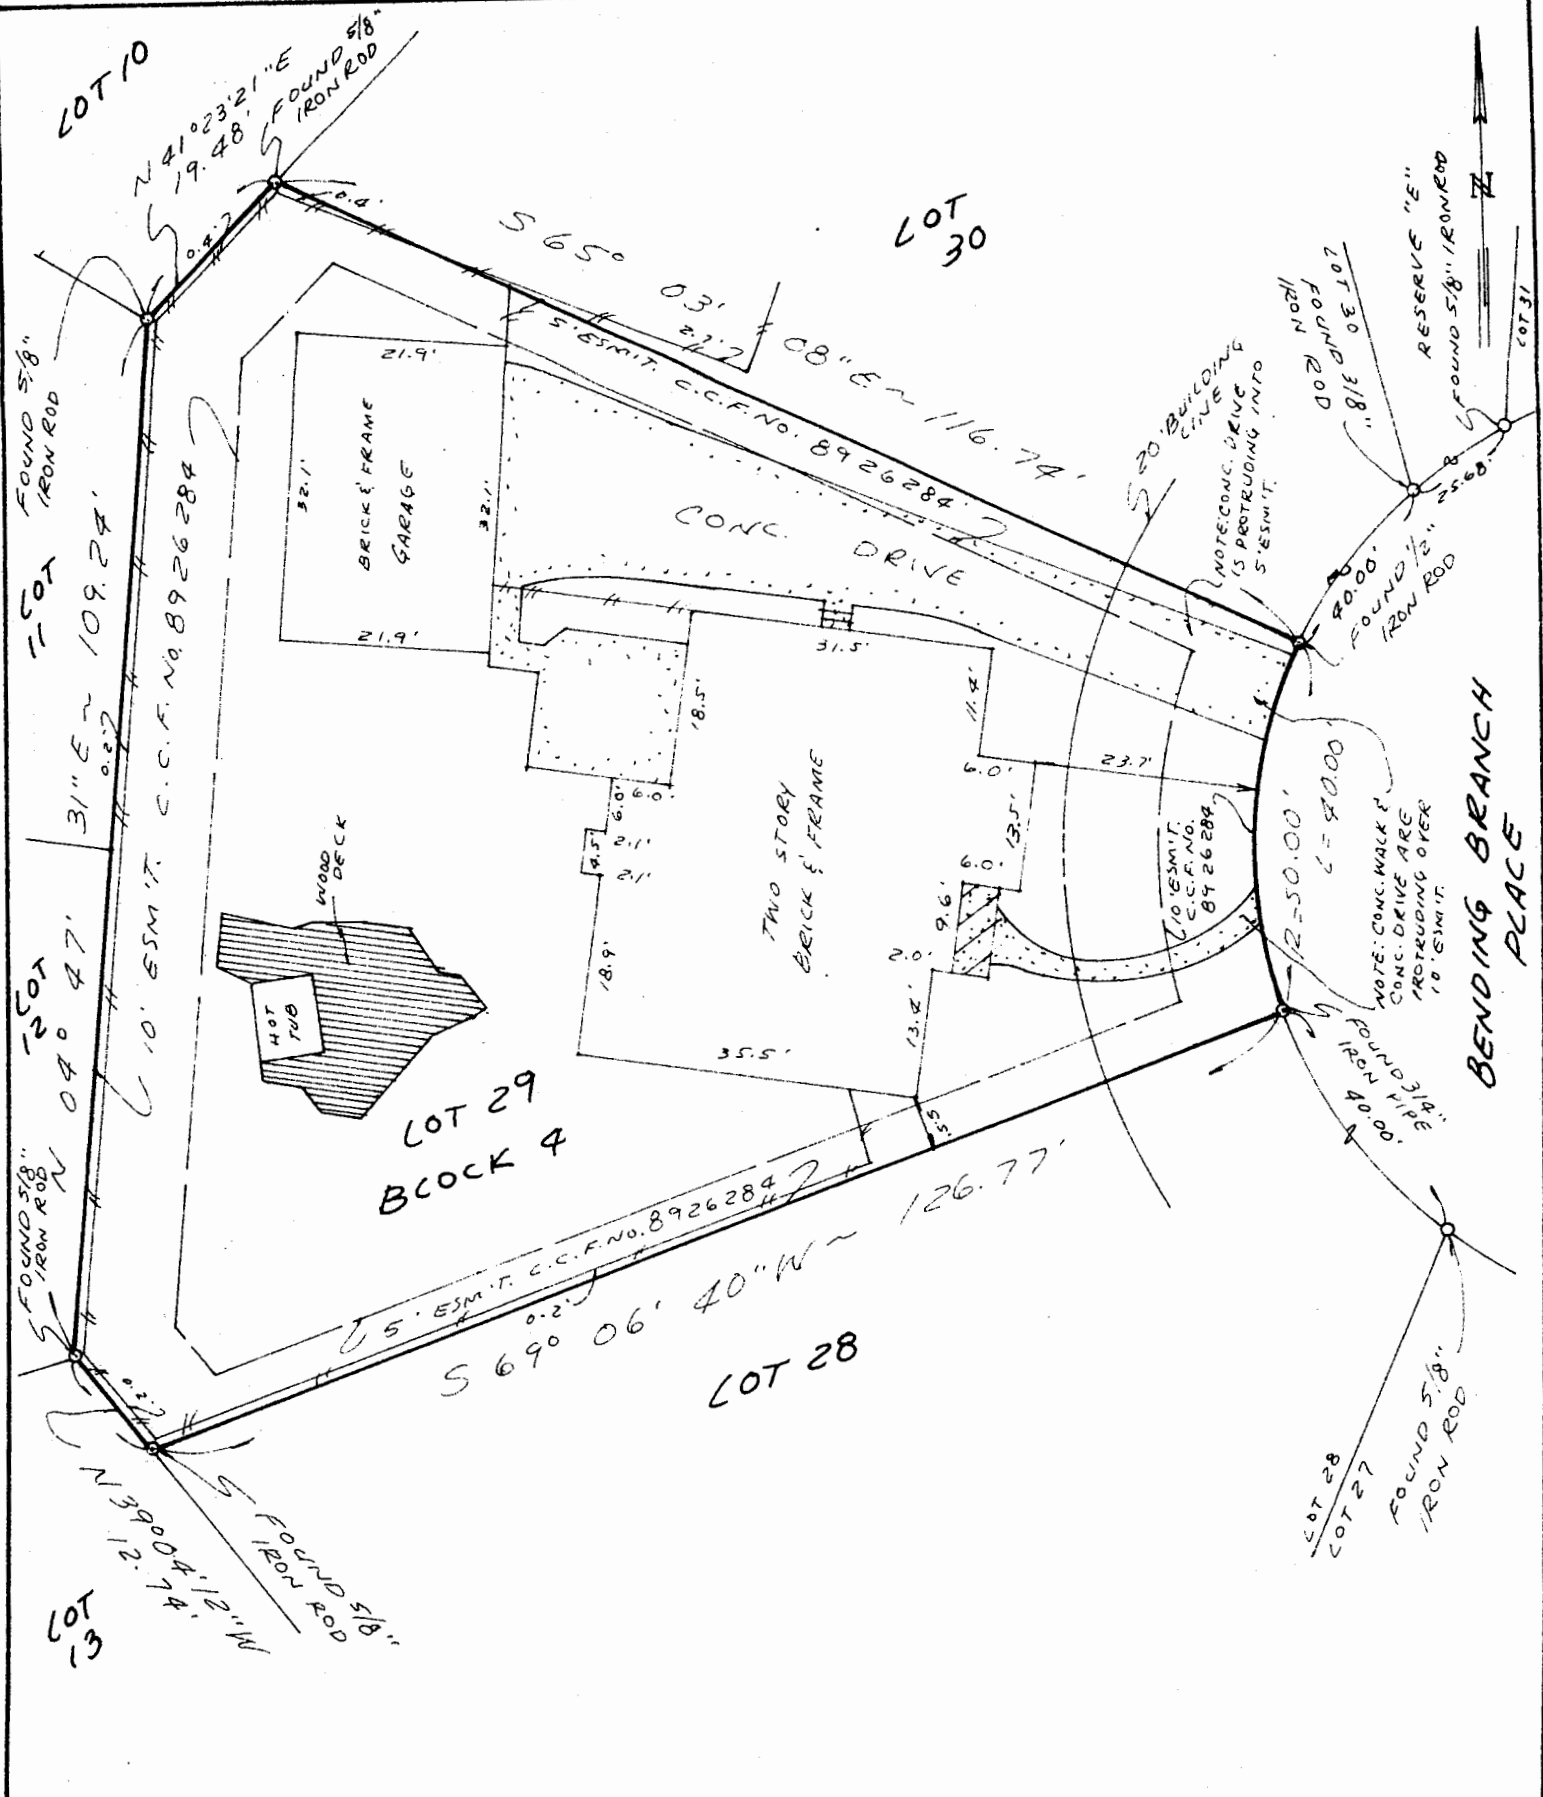 LOT 10
N 41°23'21"E
19.48'
FOUND 5/8"
IRON ROD
0.4'
0.4'
S 65° 03' 08" E ~ 116.74'
LOT
30
2.2'
5' ESM'T. C.C.F. NO. 8926284
RESERVE "E"
FOUND 5/8" IRON ROD
N
LOT 31
LOT 30
FOUND 3/8"
IRON ROD
25.68'
40.00'
FOUND 1/2"
IRON ROD
20' BUILDING
LINE
NOTE: CONC. DRIVE
IS PROTRUDING INTO
5' ESM'T.
FOUND 5/8"
IRON ROD
LOT 11
N 04° 47' 31" E ~ 109.24'
0.2'
10' ESM'T. C.C.F. NO. 8926284
21.9'
32.1'
BRICK & FRAME
GARAGE
32.1'
21.9'
CONC. DRIVE
31.5'
18.5'
11.4'
6.0'
23.7'
6.0'
6.0'
2.1'
4.5'
2.1'
13.5'
6.0'
9.6'
2.0'
TWO STORY
BRICK & FRAME
18.9'
13.4'
35.5'
5.5'
WOOD
DECK
HOT
TUB
10' ESM'T.
C.C.F. NO.
8926284
R=50.00'
L=40.00'
NOTE: CONC. WALK &
CONC. DRIVE ARE
PROTRUDING OVER
10' ESM'T.
BENDING BRANCH
PLACE
FOUND 3/4"
IRON PIPE
40.00'
LOT 12
FOUND 5/8"
IRON ROD
LOT 29
BLOCK 4
5' ESM'T. C.C.F. NO. 8926284
0.2'
S 69° 06' 40" W ~ 126.77'
LOT 28
0.2'
N 39°04'12" W
12.74'
FOUND 5/8"
IRON ROD
LOT
13
LOT 28
LOT 27
FOUND 5/8"
IRON ROD